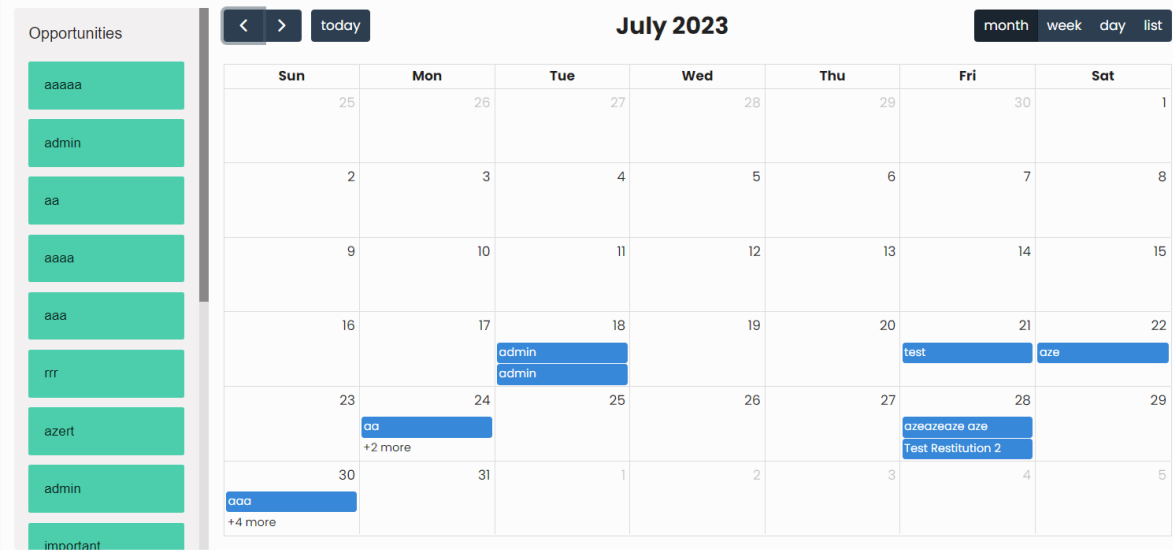 Opportunities
aaaaa
admin
aa
aaaa
aaa
rrr
azert
admin
important
today
July 2023
month week day list
Sun Mon Tue Wed Thu Fri Sat
25 26 27 28 29 30 1
2 3 4 5 6 7 8
9 10 11 12 13 14 15
16 17 18 19 20 21 22
admin test aze
admin
23 24 25 26 27 28 29
aa azeazeaze aze
+2 more Test Restitution 2
30 31 1 2 3 4 5
aaa
+4 more